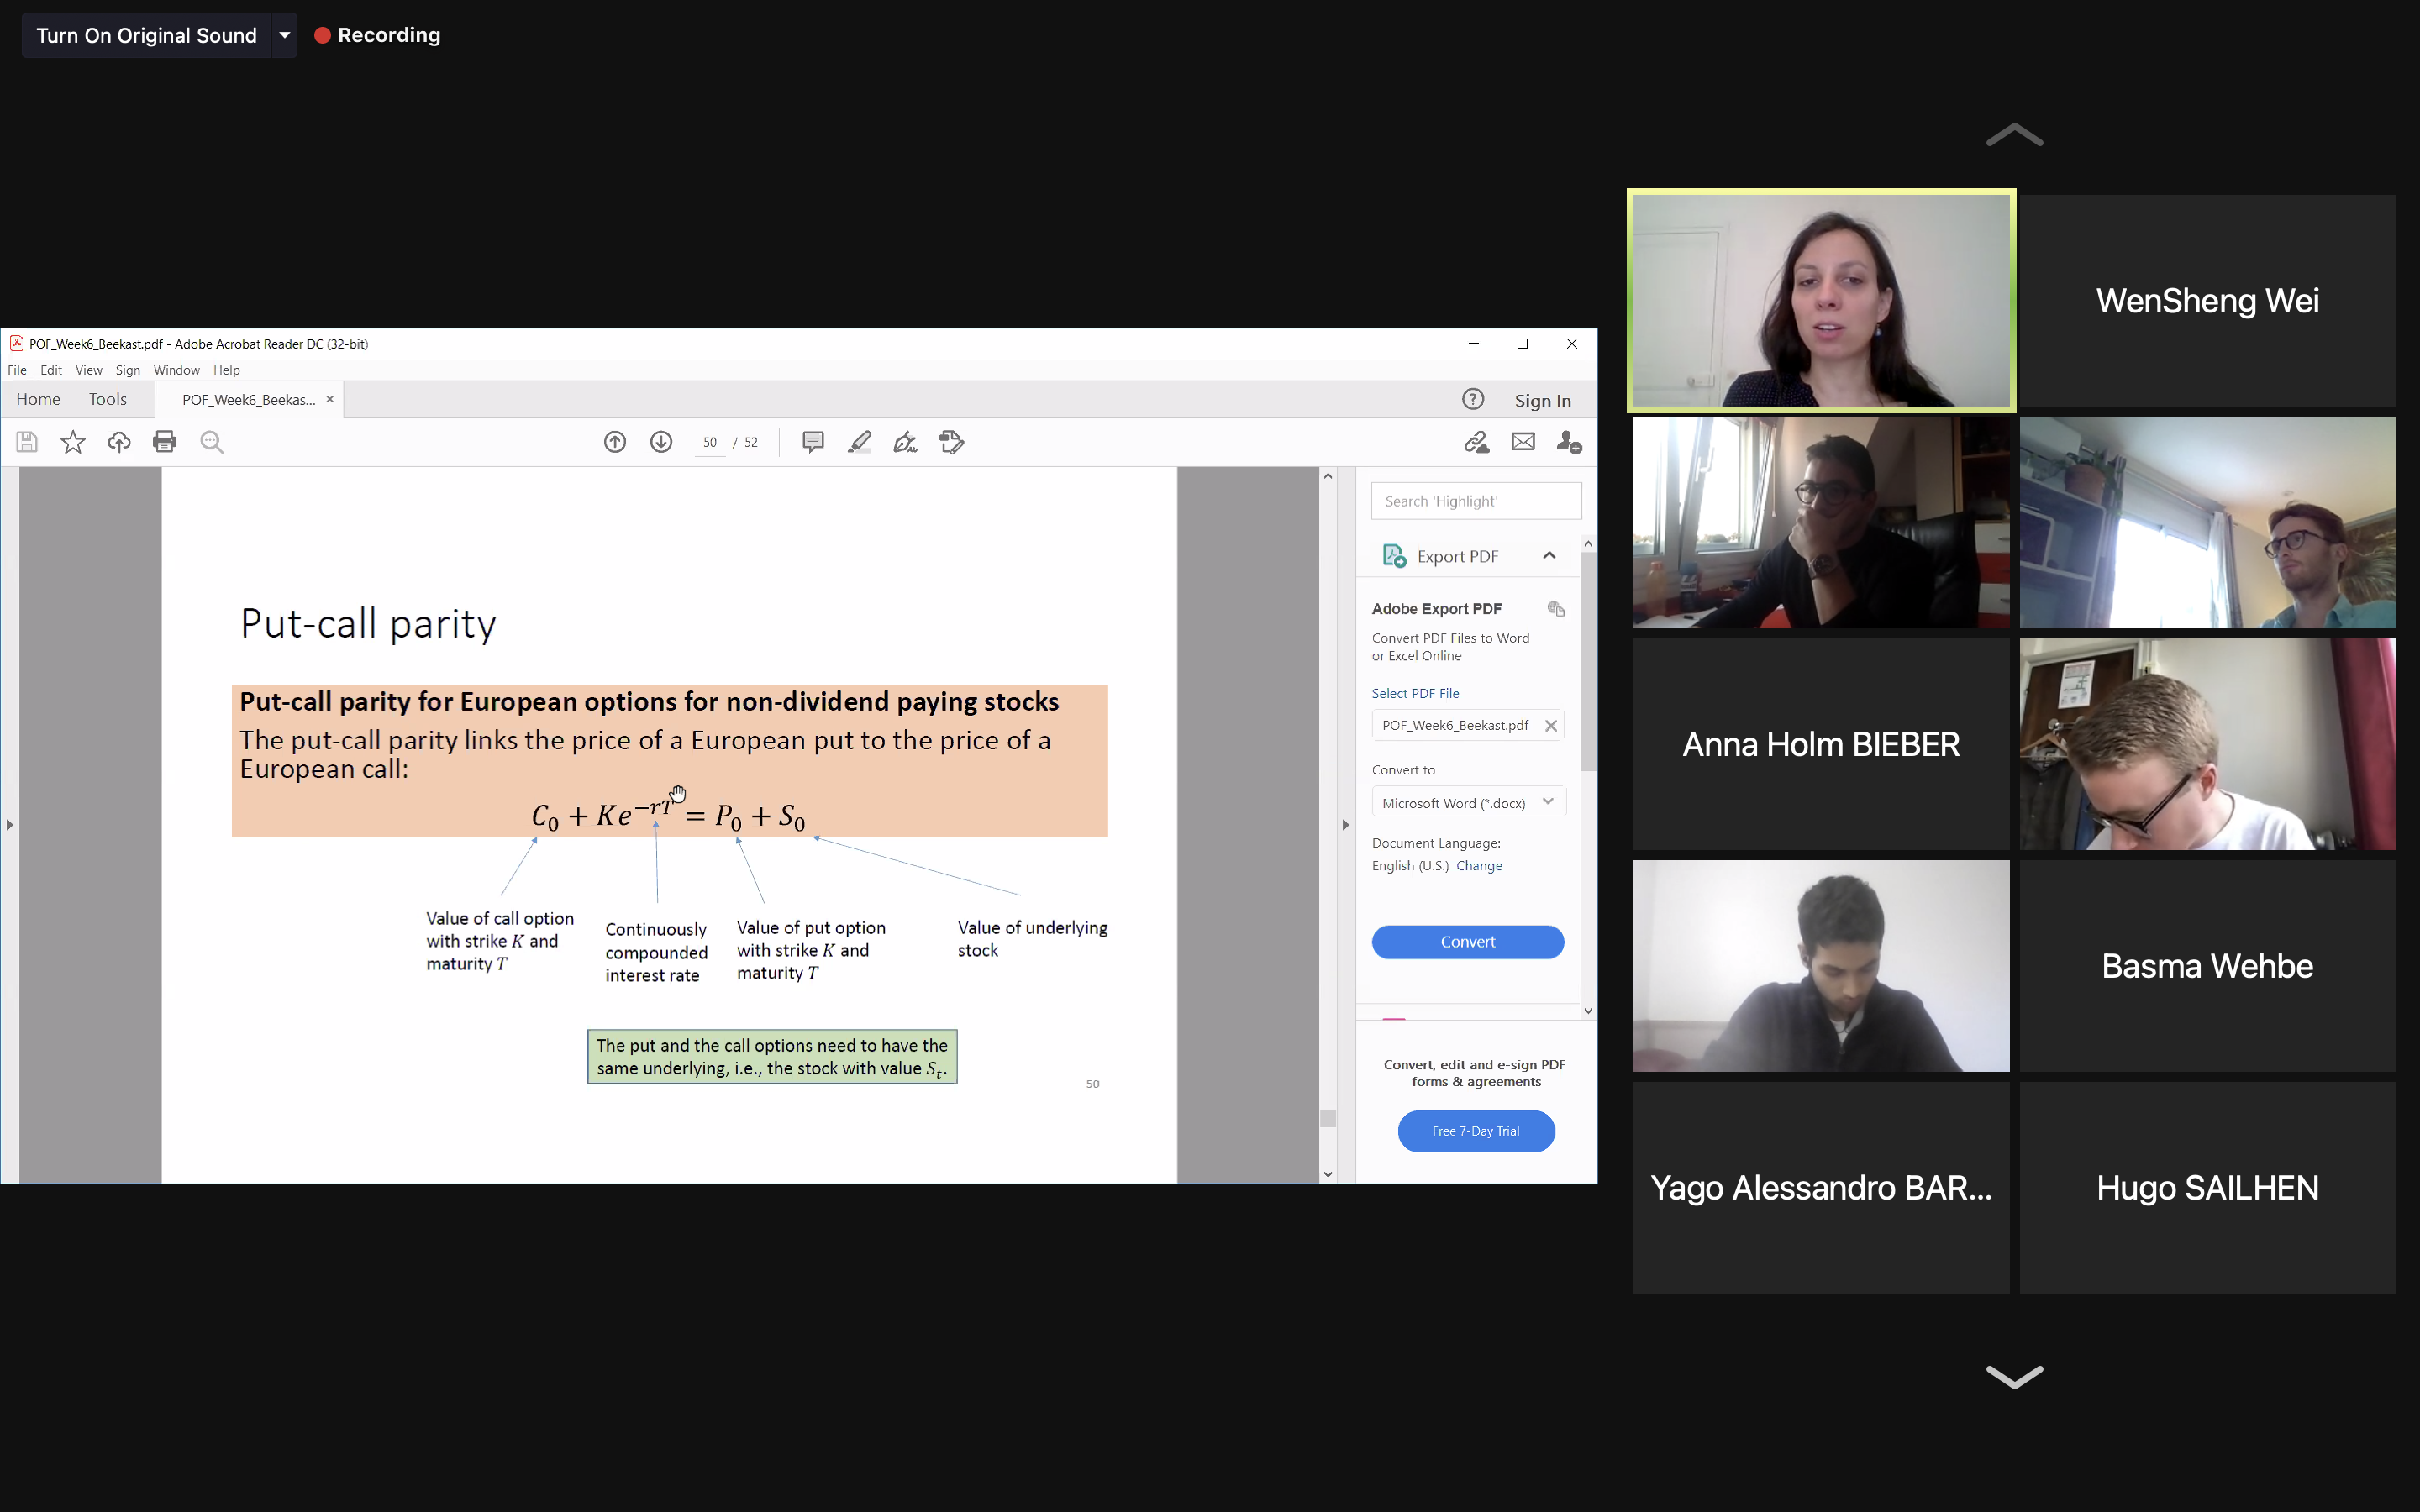 Turn On Original Sound
Recording
POF_Week6_Beekast.pdf - Adobe Acrobat Reader DC (32-bit)
File Edit View Sign Window Help
Home Tools POF_Week6_Beekas... × ? Sign In
50 / 52
Search 'Highlight'
Export PDF
Adobe Export PDF
Convert PDF Files to Word
or Excel Online
Select PDF File
POF_Week6_Beekast.pdf
Convert to
Microsoft Word (*.docx)
Document Language:
English (U.S.) Change
Convert
Convert, edit and e-sign PDF
forms & agreements
Free 7-Day Trial
Put-call parity
Put-call parity for European options for non-dividend paying stocks
The put-call parity links the price of a European put to the price of a
European call:
C₀ + Ke^{−rT} = P₀ + S₀
Value of call option
with strike K and
maturity T
Continuously
compounded
interest rate
Value of put option
with strike K and
maturity T
Value of underlying
stock
The put and the call options need to have the
same underlying, i.e., the stock with value Sₜ.
50
WenSheng Wei
Anna Holm BIEBER
Basma Wehbe
Yago Alessandro BAR...
Hugo SAILHEN